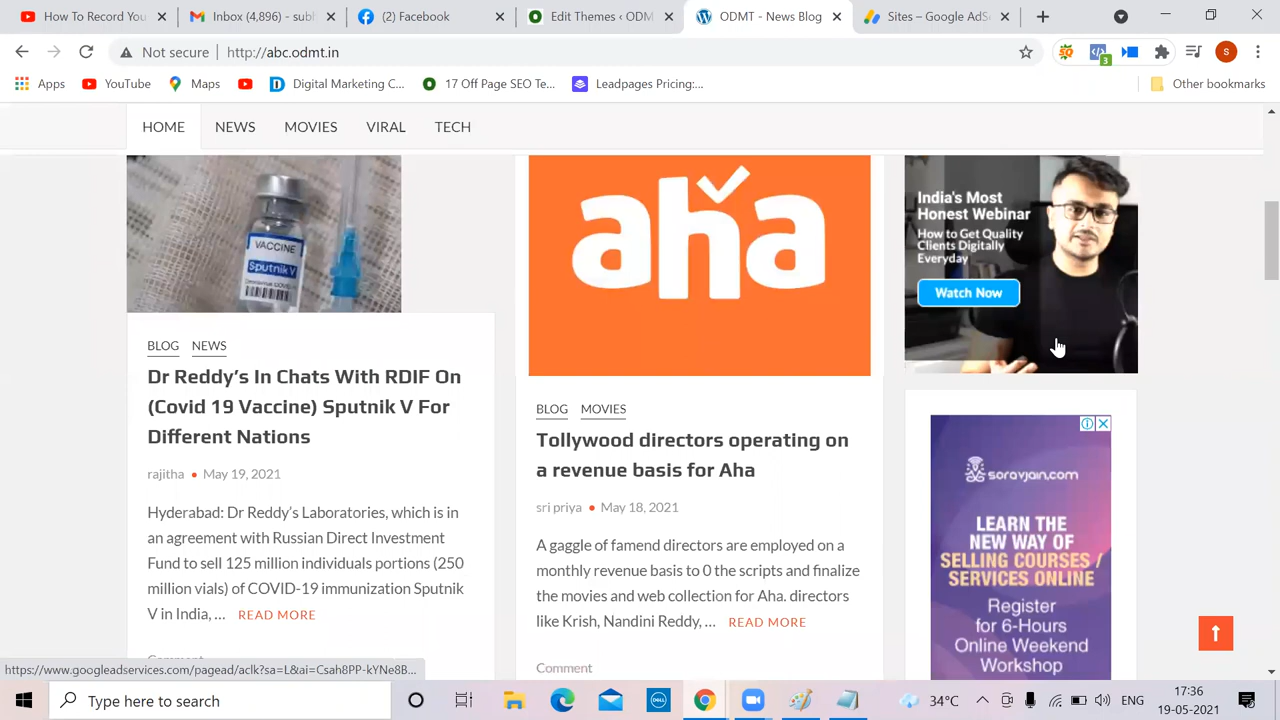 How To Record You
Inbox (4,896) - subl
(2) Facebook
Edit Themes ‹ ODM
ODMT - News Blog
Sites – Google AdSe
Not secure
http://abc.odmt.in
3
S
Apps
YouTube
Maps
Digital Marketing C...
17 Off Page SEO Te...
Leadpages Pricing:...
Other bookmarks
HOME
NEWS
MOVIES
VIRAL
TECH
VACCINE
Sputnik V
aha
India's Most
Honest Webinar
How to Get Quality
Clients Digitally
Everyday
Watch Now
BLOG NEWS
Dr Reddy’s In Chats With RDIF On
(Covid 19 Vaccine) Sputnik V For
Different Nations
rajitha • May 19, 2021
Hyderabad: Dr Reddy’s Laboratories, which is in
an agreement with Russian Direct Investment
Fund to sell 125 million individuals portions (250
million vials) of COVID-19 immunization Sputnik
V in India, … READ MORE
Comment
BLOG MOVIES
Tollywood directors operating on
a revenue basis for Aha
sri priya • May 18, 2021
A gaggle of famend directors are employed on a
monthly revenue basis to 0 the scripts and finalize
the movies and web collection for Aha. directors
like Krish, Nandini Reddy, … READ MORE
Comment
soravjain.com
LEARN THE
NEW WAY OF
SELLING COURSES /
SERVICES ONLINE
Register
for 6-Hours
Online Weekend
Workshop
https://www.googleadservices.com/pagead/aclk?sa=L&ai=Csah8PP-kYNe8B...
Type here to search
DELL
34°C
ENG
17:36
19-05-2021